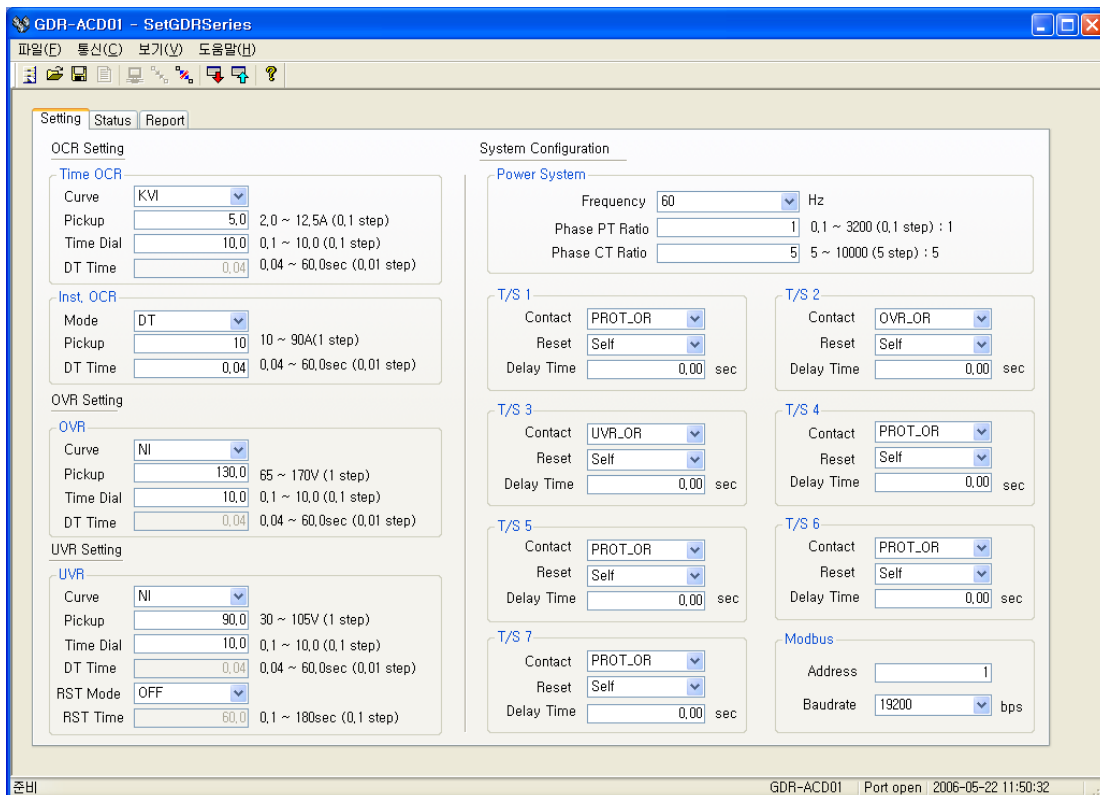 GDR-ACD01 - SetGDRSeries
파일(F) 통신(C) 보기(V) 도움말(H)
Setting Status Report
OCR Setting
Time OCR
Curve KVI
Pickup 5,0 2,0 ~ 12,5A (0,1 step)
Time Dial 10,0 0,1 ~ 10,0 (0,1 step)
DT Time 0,04 0,04 ~ 60,0sec (0,01 step)
Inst, OCR
Mode DT
Pickup 10 10 ~ 90A(1 step)
DT Time 0,04 0,04 ~ 60,0sec (0,01 step)
OVR Setting
OVR
Curve NI
Pickup 130,0 65 ~ 170V (1 step)
Time Dial 10,0 0,1 ~ 10,0 (0,1 step)
DT Time 0,04 0,04 ~ 60,0sec (0,01 step)
UVR Setting
UVR
Curve NI
Pickup 90,0 30 ~ 105V (1 step)
Time Dial 10,0 0,1 ~ 10,0 (0,1 step)
DT Time 0,04 0,04 ~ 60,0sec (0,01 step)
RST Mode OFF
RST Time 60,0 0,1 ~ 180sec (0,1 step)
System Configuration
Power System
Frequency 60 Hz
Phase PT Ratio 1 0,1 ~ 3200 (0,1 step) : 1
Phase CT Ratio 5 5 ~ 10000 (5 step) : 5
T/S 1
Contact PROT_OR
Reset Self
Delay Time 0,00 sec
T/S 2
Contact OVR_OR
Reset Self
Delay Time 0,00 sec
T/S 3
Contact UVR_OR
Reset Self
Delay Time 0,00 sec
T/S 4
Contact PROT_OR
Reset Self
Delay Time 0,00 sec
T/S 5
Contact PROT_OR
Reset Self
Delay Time 0,00 sec
T/S 6
Contact PROT_OR
Reset Self
Delay Time 0,00 sec
T/S 7
Contact PROT_OR
Reset Self
Delay Time 0,00 sec
Modbus
Address 1
Baudrate 19200 bps
준비 GDR-ACD01 Port open 2006-05-22 11:50:32